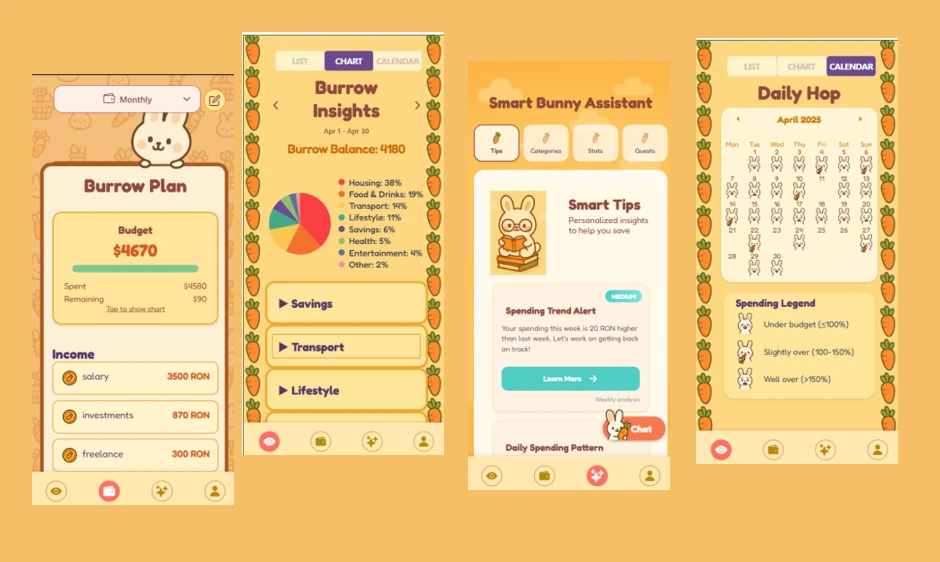 Monthly
Burrow Plan
Budget
$4670
Spent $4580
Remaining $90
Tap to show chart
Income
salary 3500 RON
investments 870 RON
freelance 300 RON
LIST CHART CALENDAR
Burrow
Insights
Apr 1 - Apr 30
Burrow Balance: 4180
Housing: 38%
Food & Drinks: 19%
Transport: 14%
Lifestyle: 11%
Savings: 6%
Health: 5%
Entertainment: 4%
Other: 2%
Savings
Transport
Lifestyle
Smart Bunny Assistant
Tips Categories Stats Quests
Smart Tips
Personalized insights
to help you save
MEDIUM
Spending Trend Alert
Your spending this week is 20 RON higher
than last week. Let's work on getting back
on track!
Learn More
Weekly analysis
Chat
Daily Spending Pattern
LIST CHART CALENDAR
Daily Hop
April 2025
Mon Tue Wed Thu Fri Sat Sun
1 2 3 4 5 6
7 8 9 10 11 12 13
14 15 16 17 18 19 20
21 22 23 24 25 26 27
28 29 30
Spending Legend
Under budget (≤100%)
Slightly over (100-150%)
Well over (>150%)